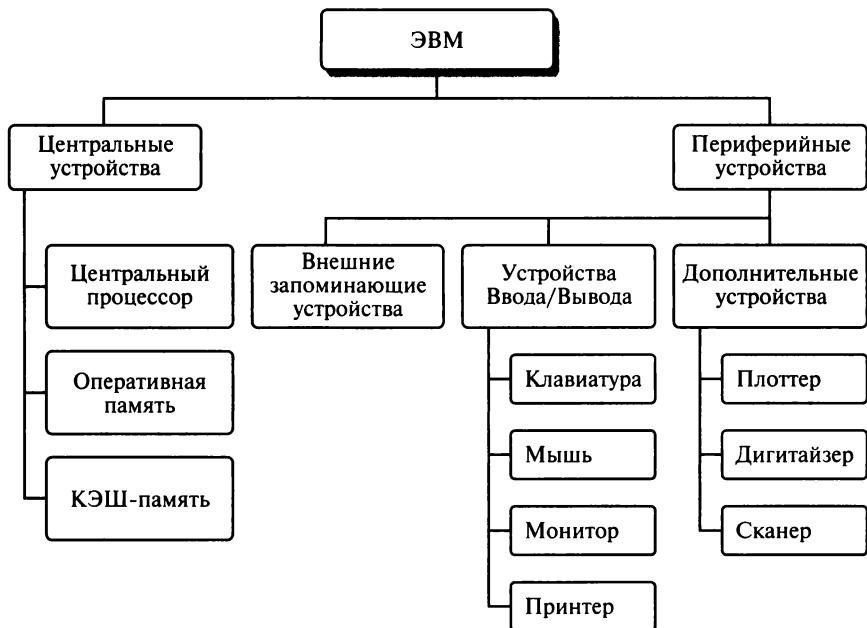 ЭВМ
Центральные
устройства
Периферийные
устройства
Центральный
процессор
Оперативная
память
КЭШ-память
Внешние
запоминающие
устройства
Устройства
Ввода/Вывода
Клавиатура
Мышь
Монитор
Принтер
Дополнительные
устройства
Плоттер
Дигитайзер
Сканер